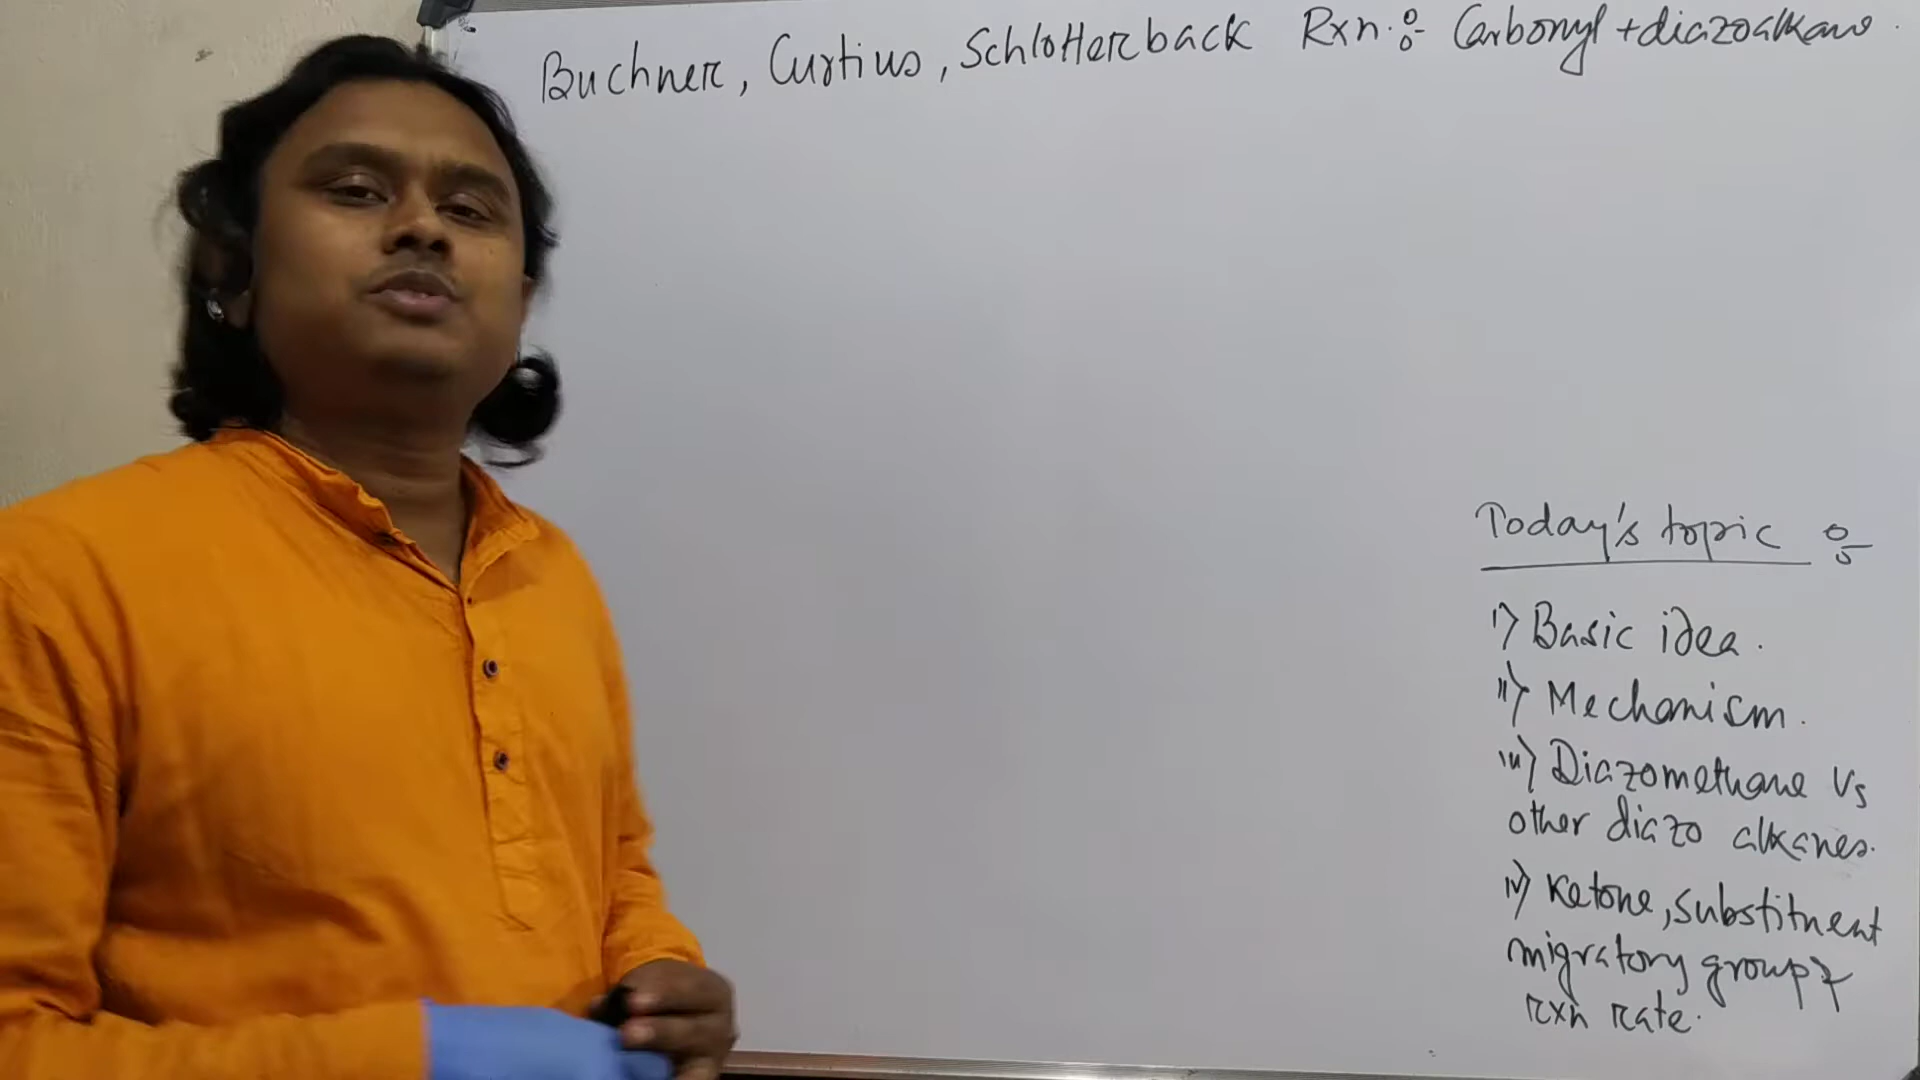 Buchner, Curtius, Schlotterback Rxn.:- Carbonyl + diazoalkane.
Today's topic :-
i) Basic idea.
ii) Mechanism.
iii) Diazomethane Vs
other diazo alkanes.
iv) Ketone, substituent
migratory group &
rxn rate.